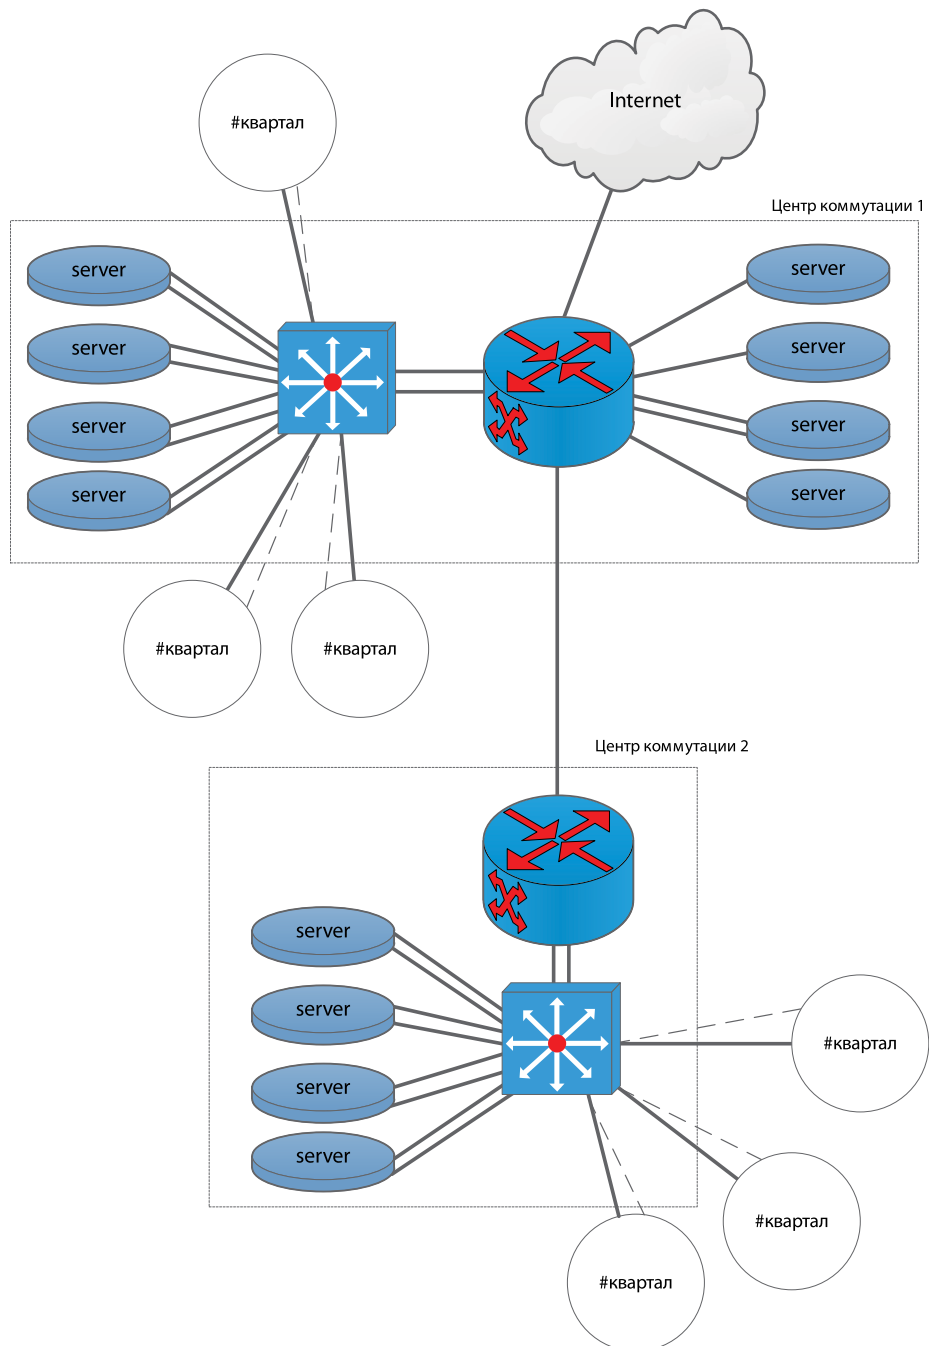 Internet
#квартал
Центр коммутации 1
server
server
server
server
server
server
server
server
#квартал
#квартал
Центр коммутации 2
server
server
server
server
#квартал
#квартал
#квартал